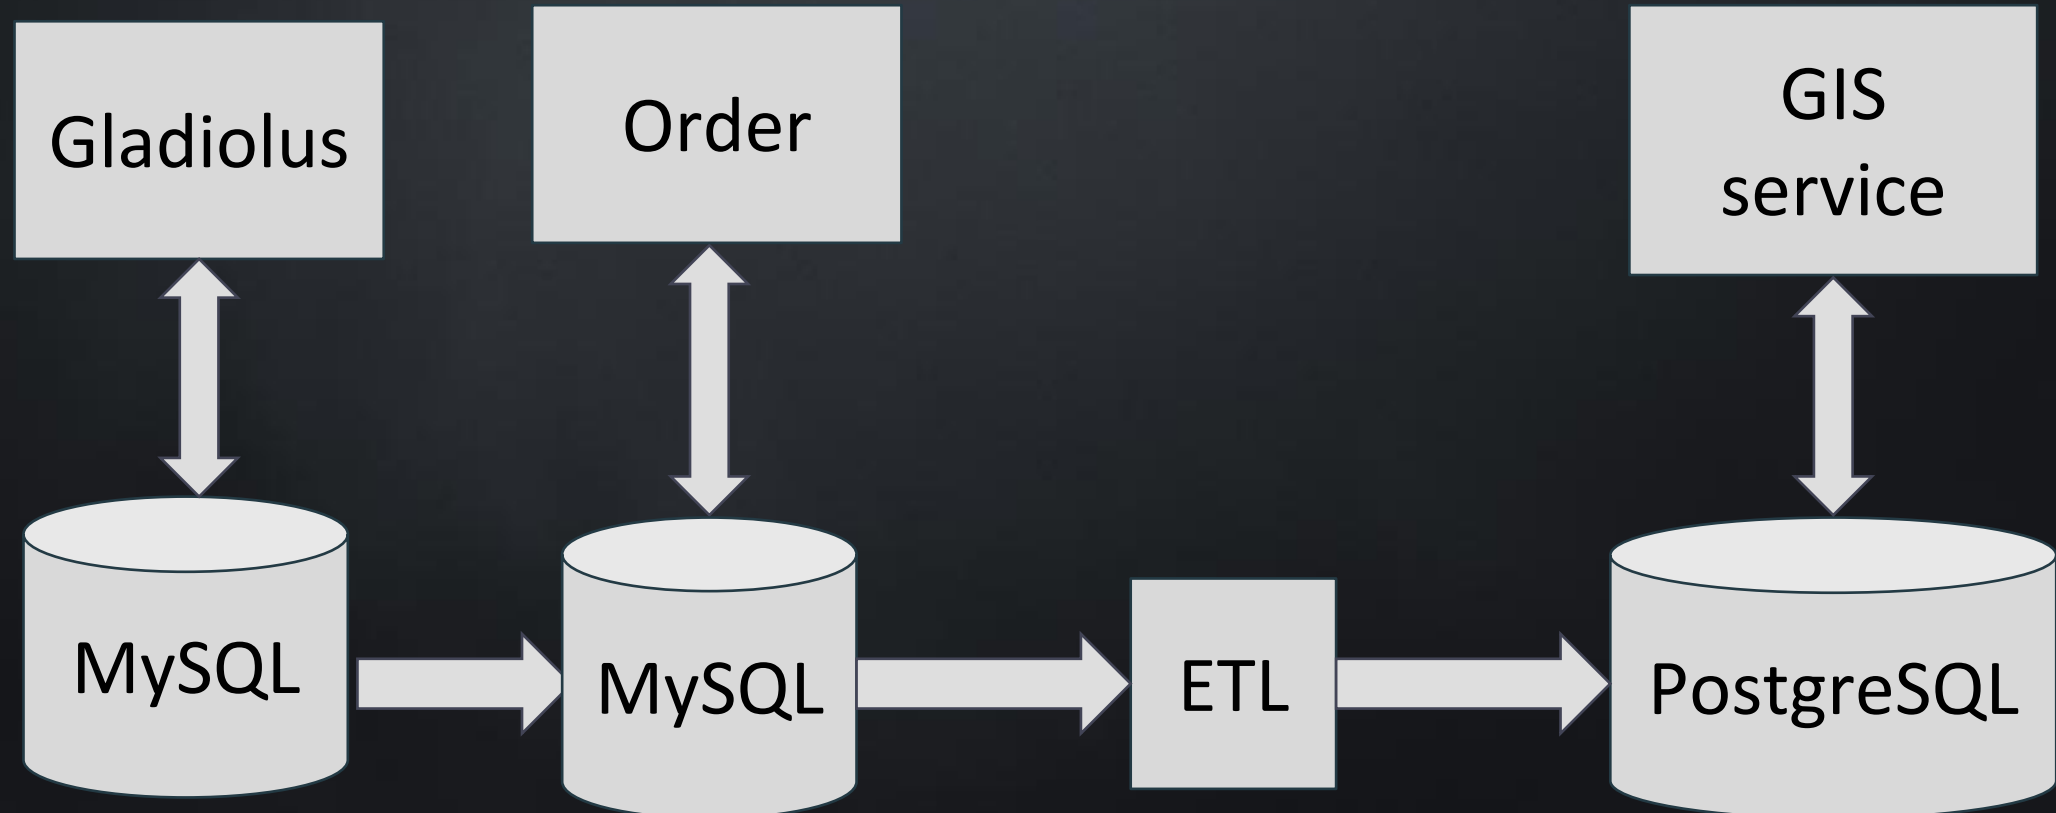 Gladiolus
Order
GIS
service
MySQL
MySQL
ETL
PostgreSQL